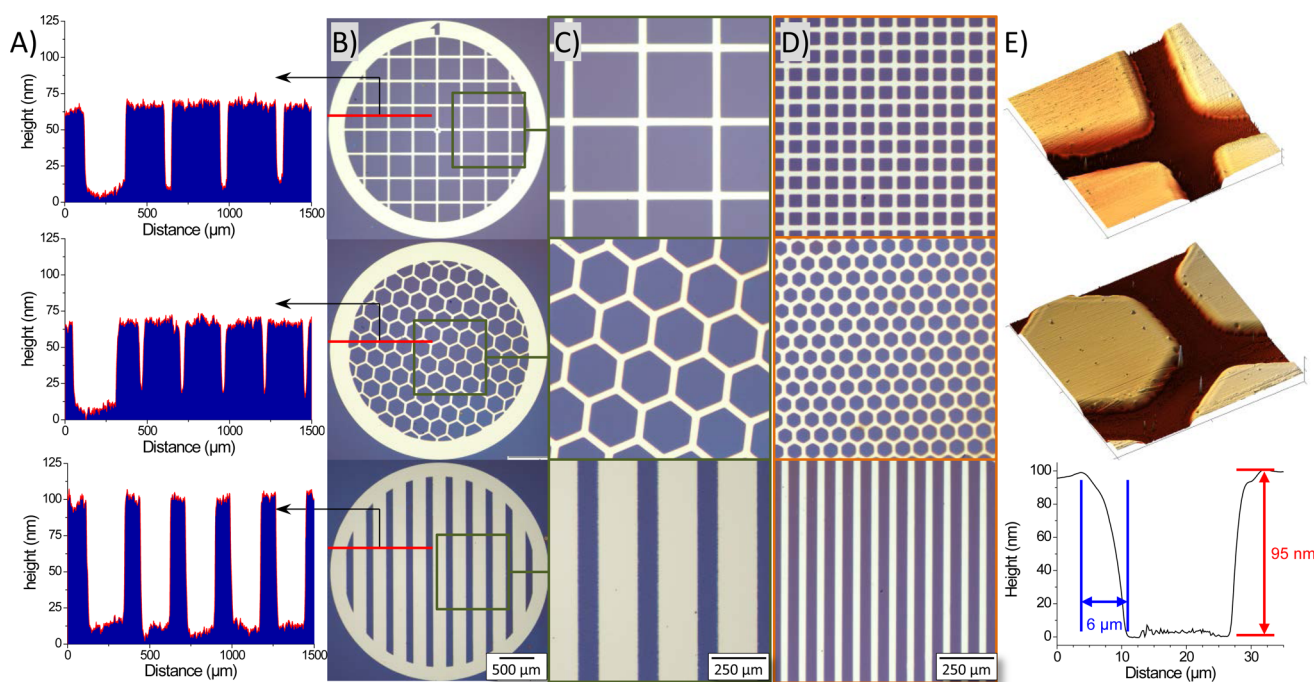 A)
B)
C)
D)
E)
125
100
75
50
25
0
height (nm)
0 500 1000 1500
Distance (µm)
125
100
75
50
25
0
height (nm)
0 500 1000 1500
Distance (µm)
125
100
75
50
25
0
height (nm)
0 500 1000 1500
Distance (µm)
1
500 µm
250 µm
250 µm
100
80
60
40
20
0
Height (nm)
6 µm
95 nm
0 10 20 30
Distance (µm)